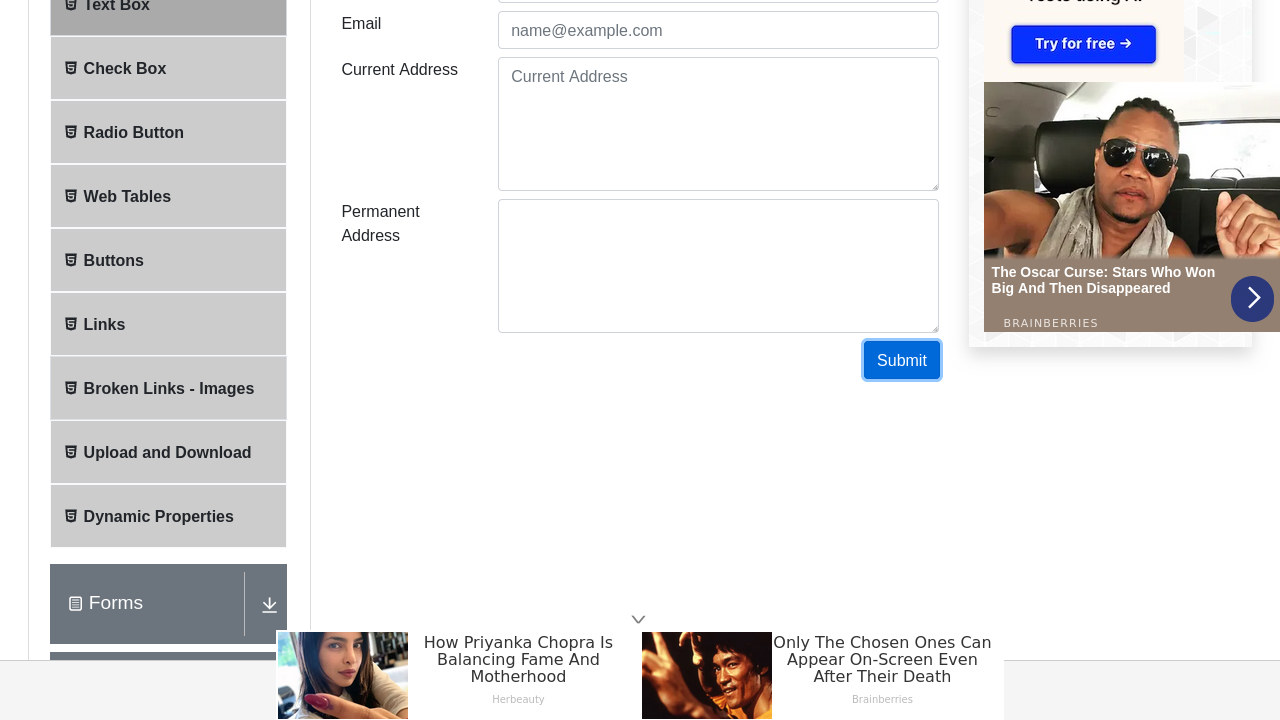 Text Box
Check Box
Radio Button
Web Tables
Buttons
Links
Broken Links - Images
Upload and Download
Dynamic Properties
Forms
Email
name@example.com
Current Address
Current Address
Permanent
Address
Submit
Try for free →
The Oscar Curse: Stars Who Won
Big And Then Disappeared
BRAINBERRIES
How Priyanka Chopra Is
Balancing Fame And
Motherhood
Herbeauty
Only The Chosen Ones Can
Appear On-Screen Even
After Their Death
Brainberries